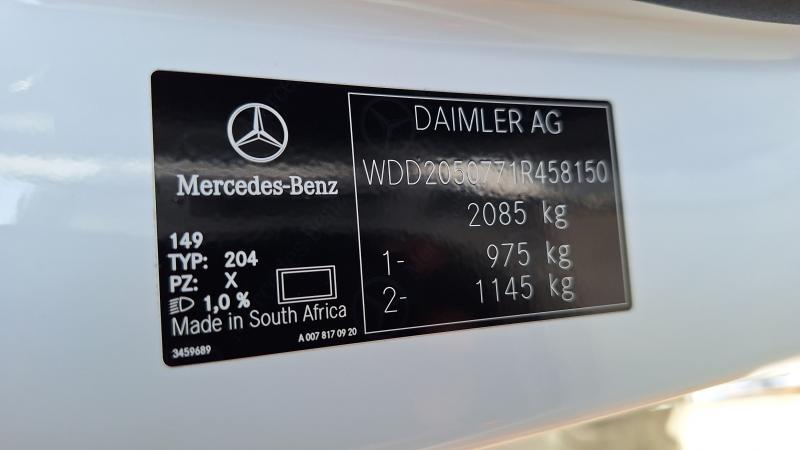 Mercedes-Benz
149
TYP: 204
PZ: X
1,0 %
Made in South Africa
3459689
A 007 817 09 20
DAIMLER AG
WDD2050771R458150
2085 kg
1- 975 kg
2- 1145 kg